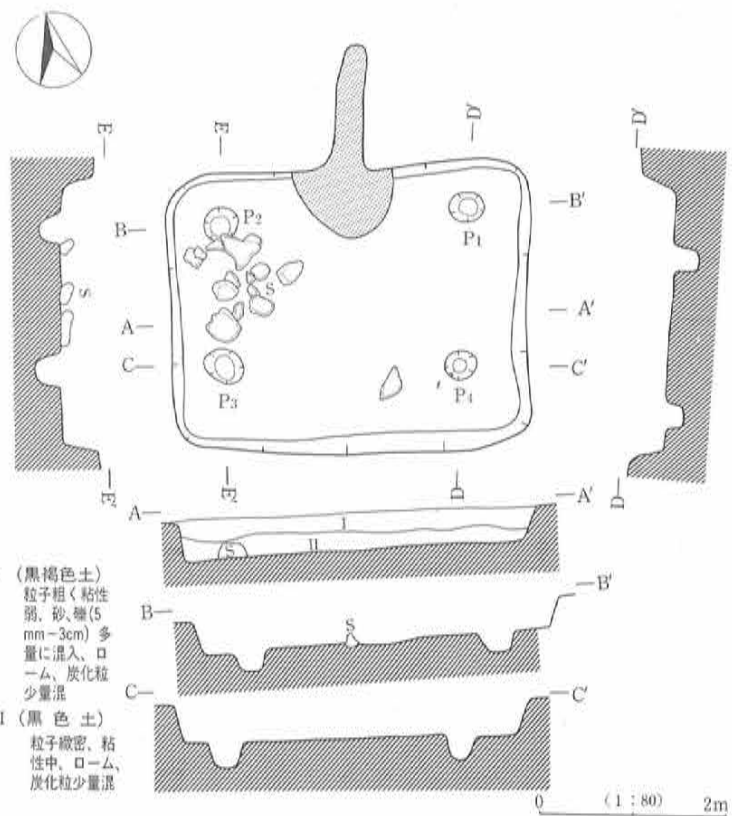 E
E
D'
D'
B
P2
B'
P1
S
S
A
A'
C
P3
P4
C'
E'
E'
D
D
A
I
A'
S
II
B
S
B'
C
C'
(黒褐色土)
粒子粗く粘性
弱、砂、礫(5
mm-3cm) 多
量に混入、ロ
ーム、炭化粒
少量混
I (黒色土)
粒子緻密、粘
性中、ローム、
炭化粒少量混
0 (1:80) 2m